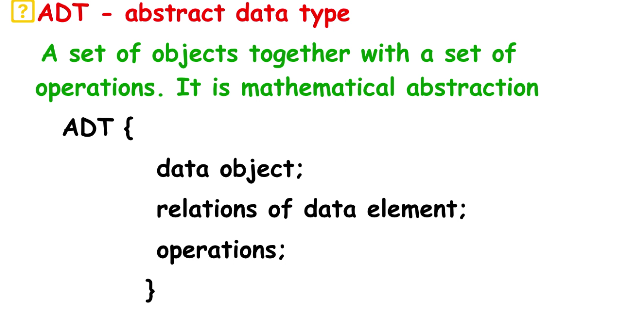 ADT - abstract data type
A set of objects together with a set of
operations. It is mathematical abstraction
ADT {
data object;
relations of data element;
operations;
}